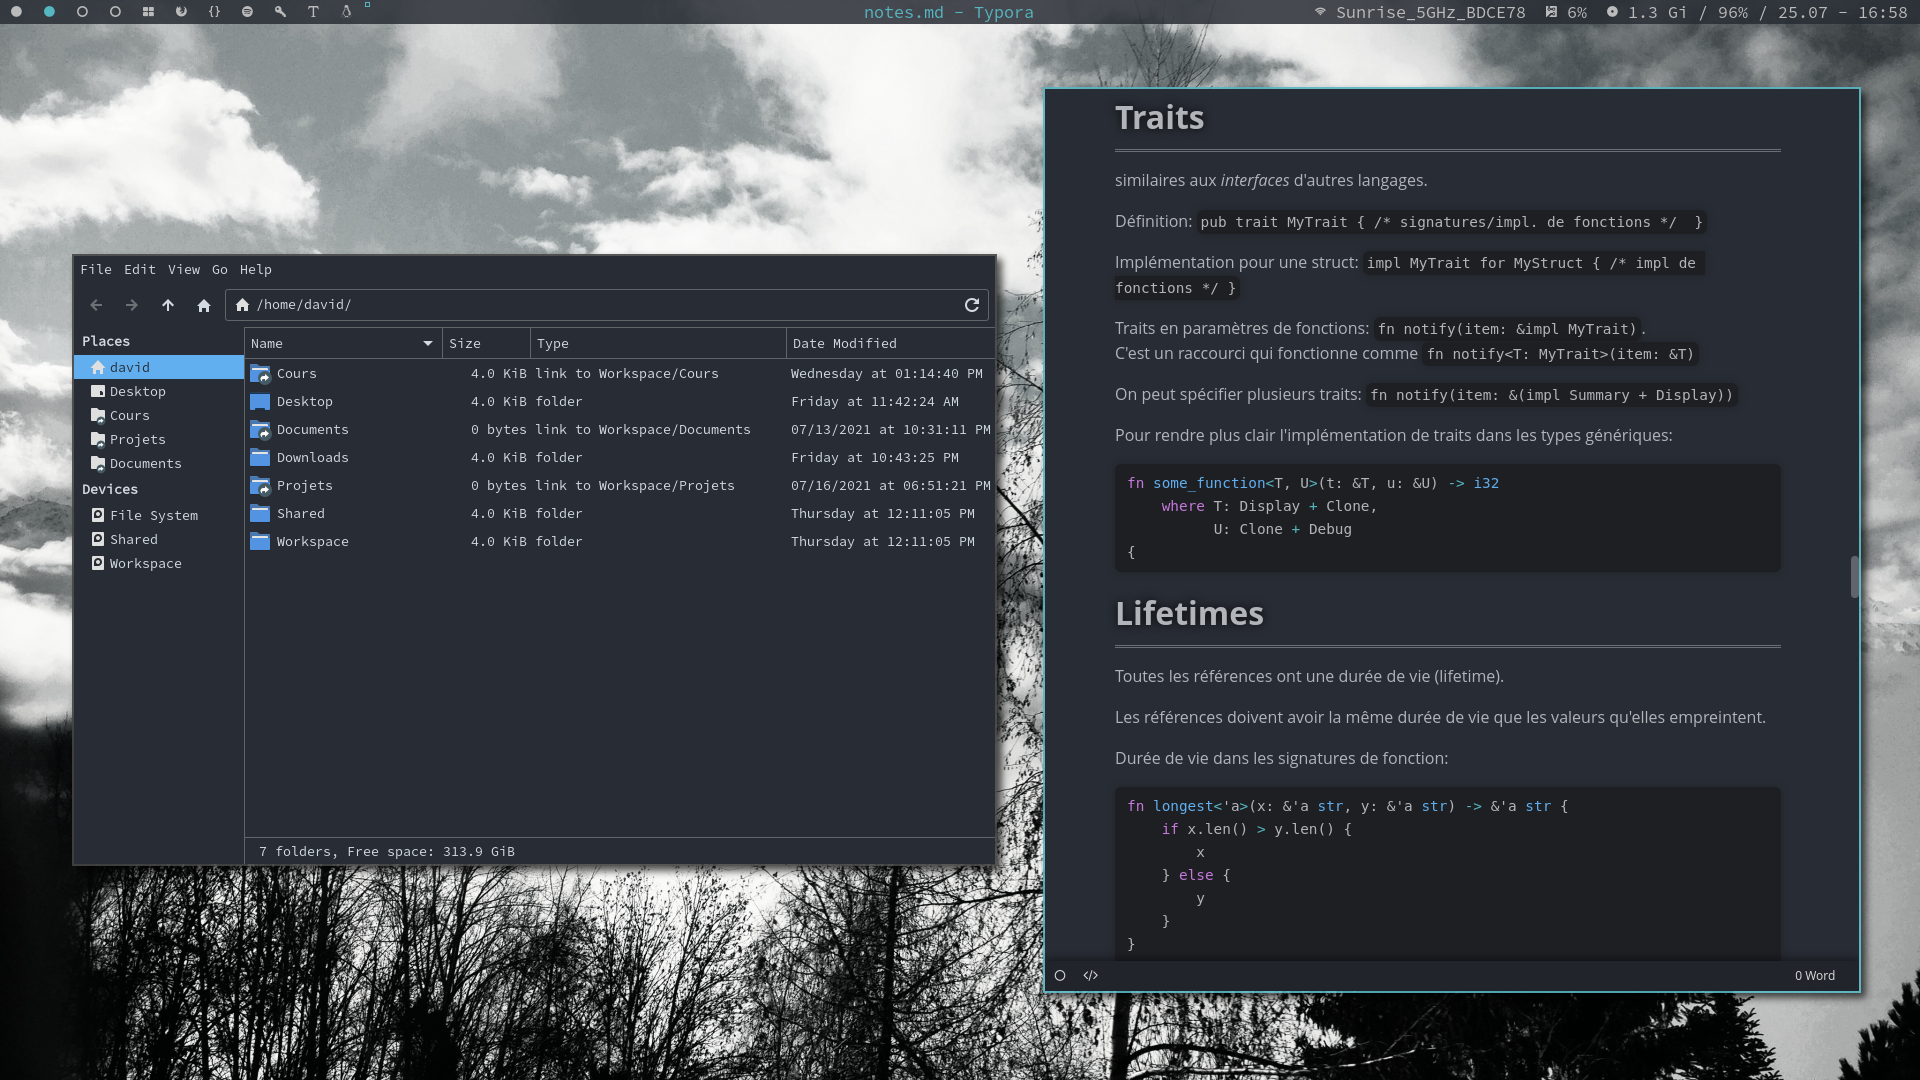 notes.md - Typora
Sunrise_5GHz_BDCE78 6% 1.3 Gi / 96% / 25.07 - 16:58
File Edit View Go Help
/home/david/
Places
david
Desktop
Cours
Projets
Documents
Devices
File System
Shared
Workspace
Name Size Type Date Modified
Cours 4.0 KiB link to Workspace/Cours Wednesday at 01:14:40 PM
Desktop 4.0 KiB folder Friday at 11:42:24 AM
Documents 0 bytes link to Workspace/Documents 07/13/2021 at 10:31:11 PM
Downloads 4.0 KiB folder Friday at 10:43:25 PM
Projets 0 bytes link to Workspace/Projets 07/16/2021 at 06:51:21 PM
Shared 4.0 KiB folder Thursday at 12:11:05 PM
Workspace 4.0 KiB folder Thursday at 12:11:05 PM
7 folders, Free space: 313.9 GiB
Traits
similaires aux interfaces d'autres langages.
Définition: pub trait MyTrait { /* signatures/impl. de fonctions */  }
Implémentation pour une struct: impl MyTrait for MyStruct { /* impl de
fonctions */ }
Traits en paramètres de fonctions: fn notify(item: &impl MyTrait) .
C'est un raccourci qui fonctionne comme fn notify<T: MyTrait>(item: &T)
On peut spécifier plusieurs traits: fn notify(item: &(impl Summary + Display))
Pour rendre plus clair l'implémentation de traits dans les types génériques:
fn some_function<T, U>(t: &T, u: &U) -> i32
    where T: Display + Clone,
          U: Clone + Debug
{
Lifetimes
Toutes les références ont une durée de vie (lifetime).
Les références doivent avoir la même durée de vie que les valeurs qu'elles empreintent.
Durée de vie dans les signatures de fonction:
fn longest<'a>(x: &'a str, y: &'a str) -> &'a str {
    if x.len() > y.len() {
        x
    } else {
        y
    }
}
</> 0 Word